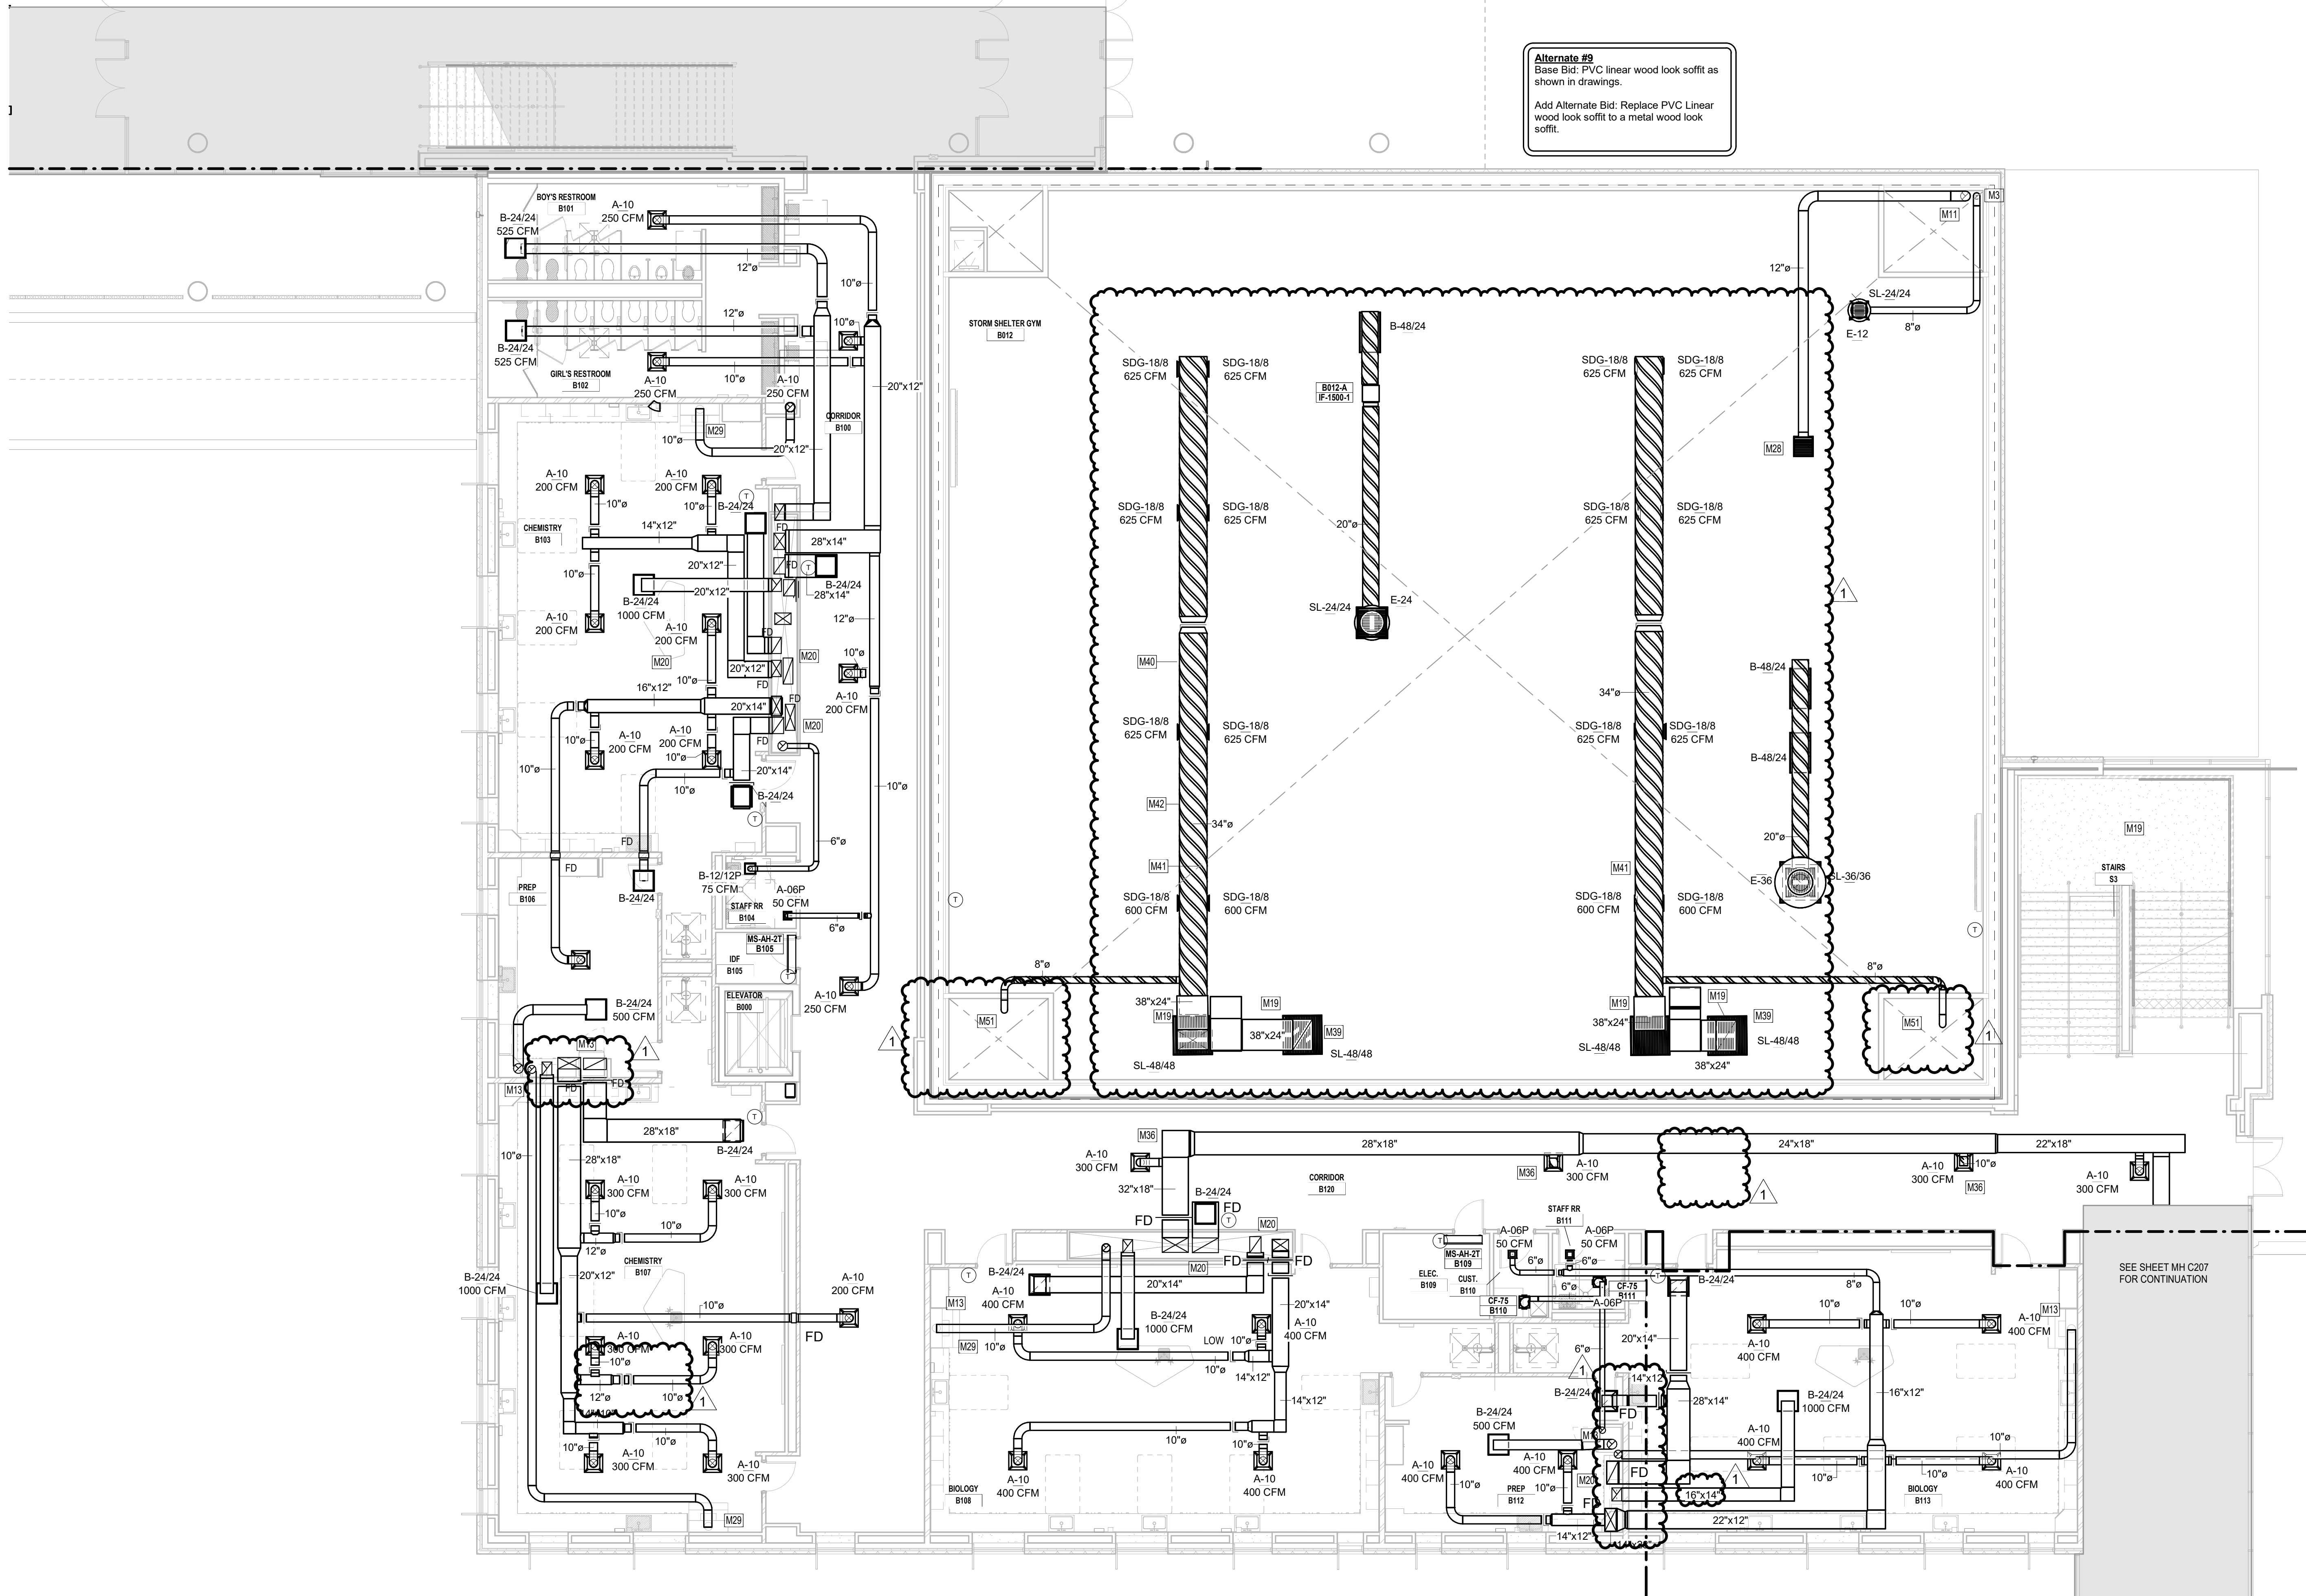 Alternate #9
Base Bid: PVC linear wood look soffit as
shown in drawings.
Add Alternate Bid: Replace PVC Linear
wood look soffit to a metal wood look
soffit.
BOY'S RESTROOM
B101
A-10
250 CFM
B-24/24
525 CFM
12"ø
10"ø
12"ø
10"ø
B-24/24
525 CFM
GIRL'S RESTROOM
B102
10"ø
A-10
250 CFM
A-10
250 CFM
20"x12"
CORRIDOR
B100
M29
10"ø
20"x12"
A-10
200 CFM
A-10
200 CFM
10"ø
10"ø
B-24/24
T
FD
CHEMISTRY
B103
14"x12"
28"x14"
20"x12"
FD
T
10"ø
20"x12"
B-24/24
28"x14"
B-24/24
1000 CFM
A-10
200 CFM
A-10
200 CFM
12"ø
FD
M20
M20
10"ø
20"x12"
FD
10"ø
16"x12"
20"x14"
FD
A-10
200 CFM
M20
10"ø
A-10
200 CFM
A-10
200 CFM
FD
10"ø
10"ø
20"x14"
10"ø
B-24/24
10"ø
T
6"ø
FD
FD
PREP
B106
B-24/24
B-12/12P
75 CFM
A-06P
50 CFM
STAFF RR
B104
6"ø
MS-AH-2T
B105
IDF
B105
T
ELEVATOR
B000
A-10
250 CFM
B-24/24
500 CFM
M13
1
M13
FD
FD
28"x18"
T
B-24/24
10"ø
28"x18"
A-10
300 CFM
A-10
300 CFM
10"ø
10"ø
12"ø
CHEMISTRY
B107
20"x12"
B-24/24
1000 CFM
A-10
200 CFM
10"ø
FD
A-10
300 CFM
A-10
300 CFM
10"ø
12"ø
10"ø
1
10"ø
10"ø
A-10
300 CFM
A-10
300 CFM
M29
STORM SHELTER GYM
B012
B-48/24
B012-A
IF-1500-1
SDG-18/8
625 CFM
SDG-18/8
625 CFM
SDG-18/8
625 CFM
SDG-18/8
625 CFM
SDG-18/8
625 CFM
SDG-18/8
625 CFM
SDG-18/8
625 CFM
SDG-18/8
625 CFM
20"ø
SL-24/24
E-24
M40
34"ø
SDG-18/8
625 CFM
SDG-18/8
625 CFM
SDG-18/8
625 CFM
SDG-18/8
625 CFM
M42
34"ø
M41
M41
SDG-18/8
600 CFM
SDG-18/8
600 CFM
SDG-18/8
600 CFM
SDG-18/8
600 CFM
M3
M11
12"ø
SL-24/24
8"ø
E-12
M28
1
B-48/24
B-48/24
20"ø
E-36
SL-36/36
T
T
8"ø
8"ø
38"x24"
M19
M19
M51
38"x24"
M39
SL-48/48
SL-48/48
1
M19
M19
38"x24"
M39
SL-48/48
SL-48/48
38"x24"
M51
1
M19
STAIRS
S3
M36
28"x18"
24"x18"
22"x18"
A-10
300 CFM
M36
A-10
300 CFM
CORRIDOR
B120
A-10
300 CFM
10"ø
M36
A-10
300 CFM
1
32"x18"
B-24/24
FD
FD
T
M20
FD
FD
M20
T
B-24/24
20"x14"
A-10
400 CFM
M13
20"x14"
B-24/24
1000 CFM
A-10
400 CFM
M29
10"ø
LOW
10"ø
10"ø
14"x12"
14"x12"
10"ø
10"ø
A-10
400 CFM
A-10
400 CFM
BIOLOGY
B108
STAFF RR
B111
A-06P
50 CFM
A-06P
50 CFM
T
MS-AH-2T
B109
ELEC.
B109
CUST.
B110
6"ø
6"ø
6"ø
CF-75
B110
CF-75
B111
A-06P
T
B-24/24
8"ø
20"x14"
6"ø
1
14"x12"
B-24/24
FD
B-24/24
500 CFM
A-10
400 CFM
A-10
400 CFM
M20
10"ø
10"ø
PREP
B112
FD
FD
14"x12"
SEE SHEET MH C207
FOR CONTINUATION
10"ø
10"ø
M13
A-10
400 CFM
A-10
400 CFM
28"x14"
B-24/24
1000 CFM
16"x12"
A-10
400 CFM
10"ø
10"ø
10"ø
A-10
400 CFM
1
16"x14"
BIOLOGY
B113
22"x12"